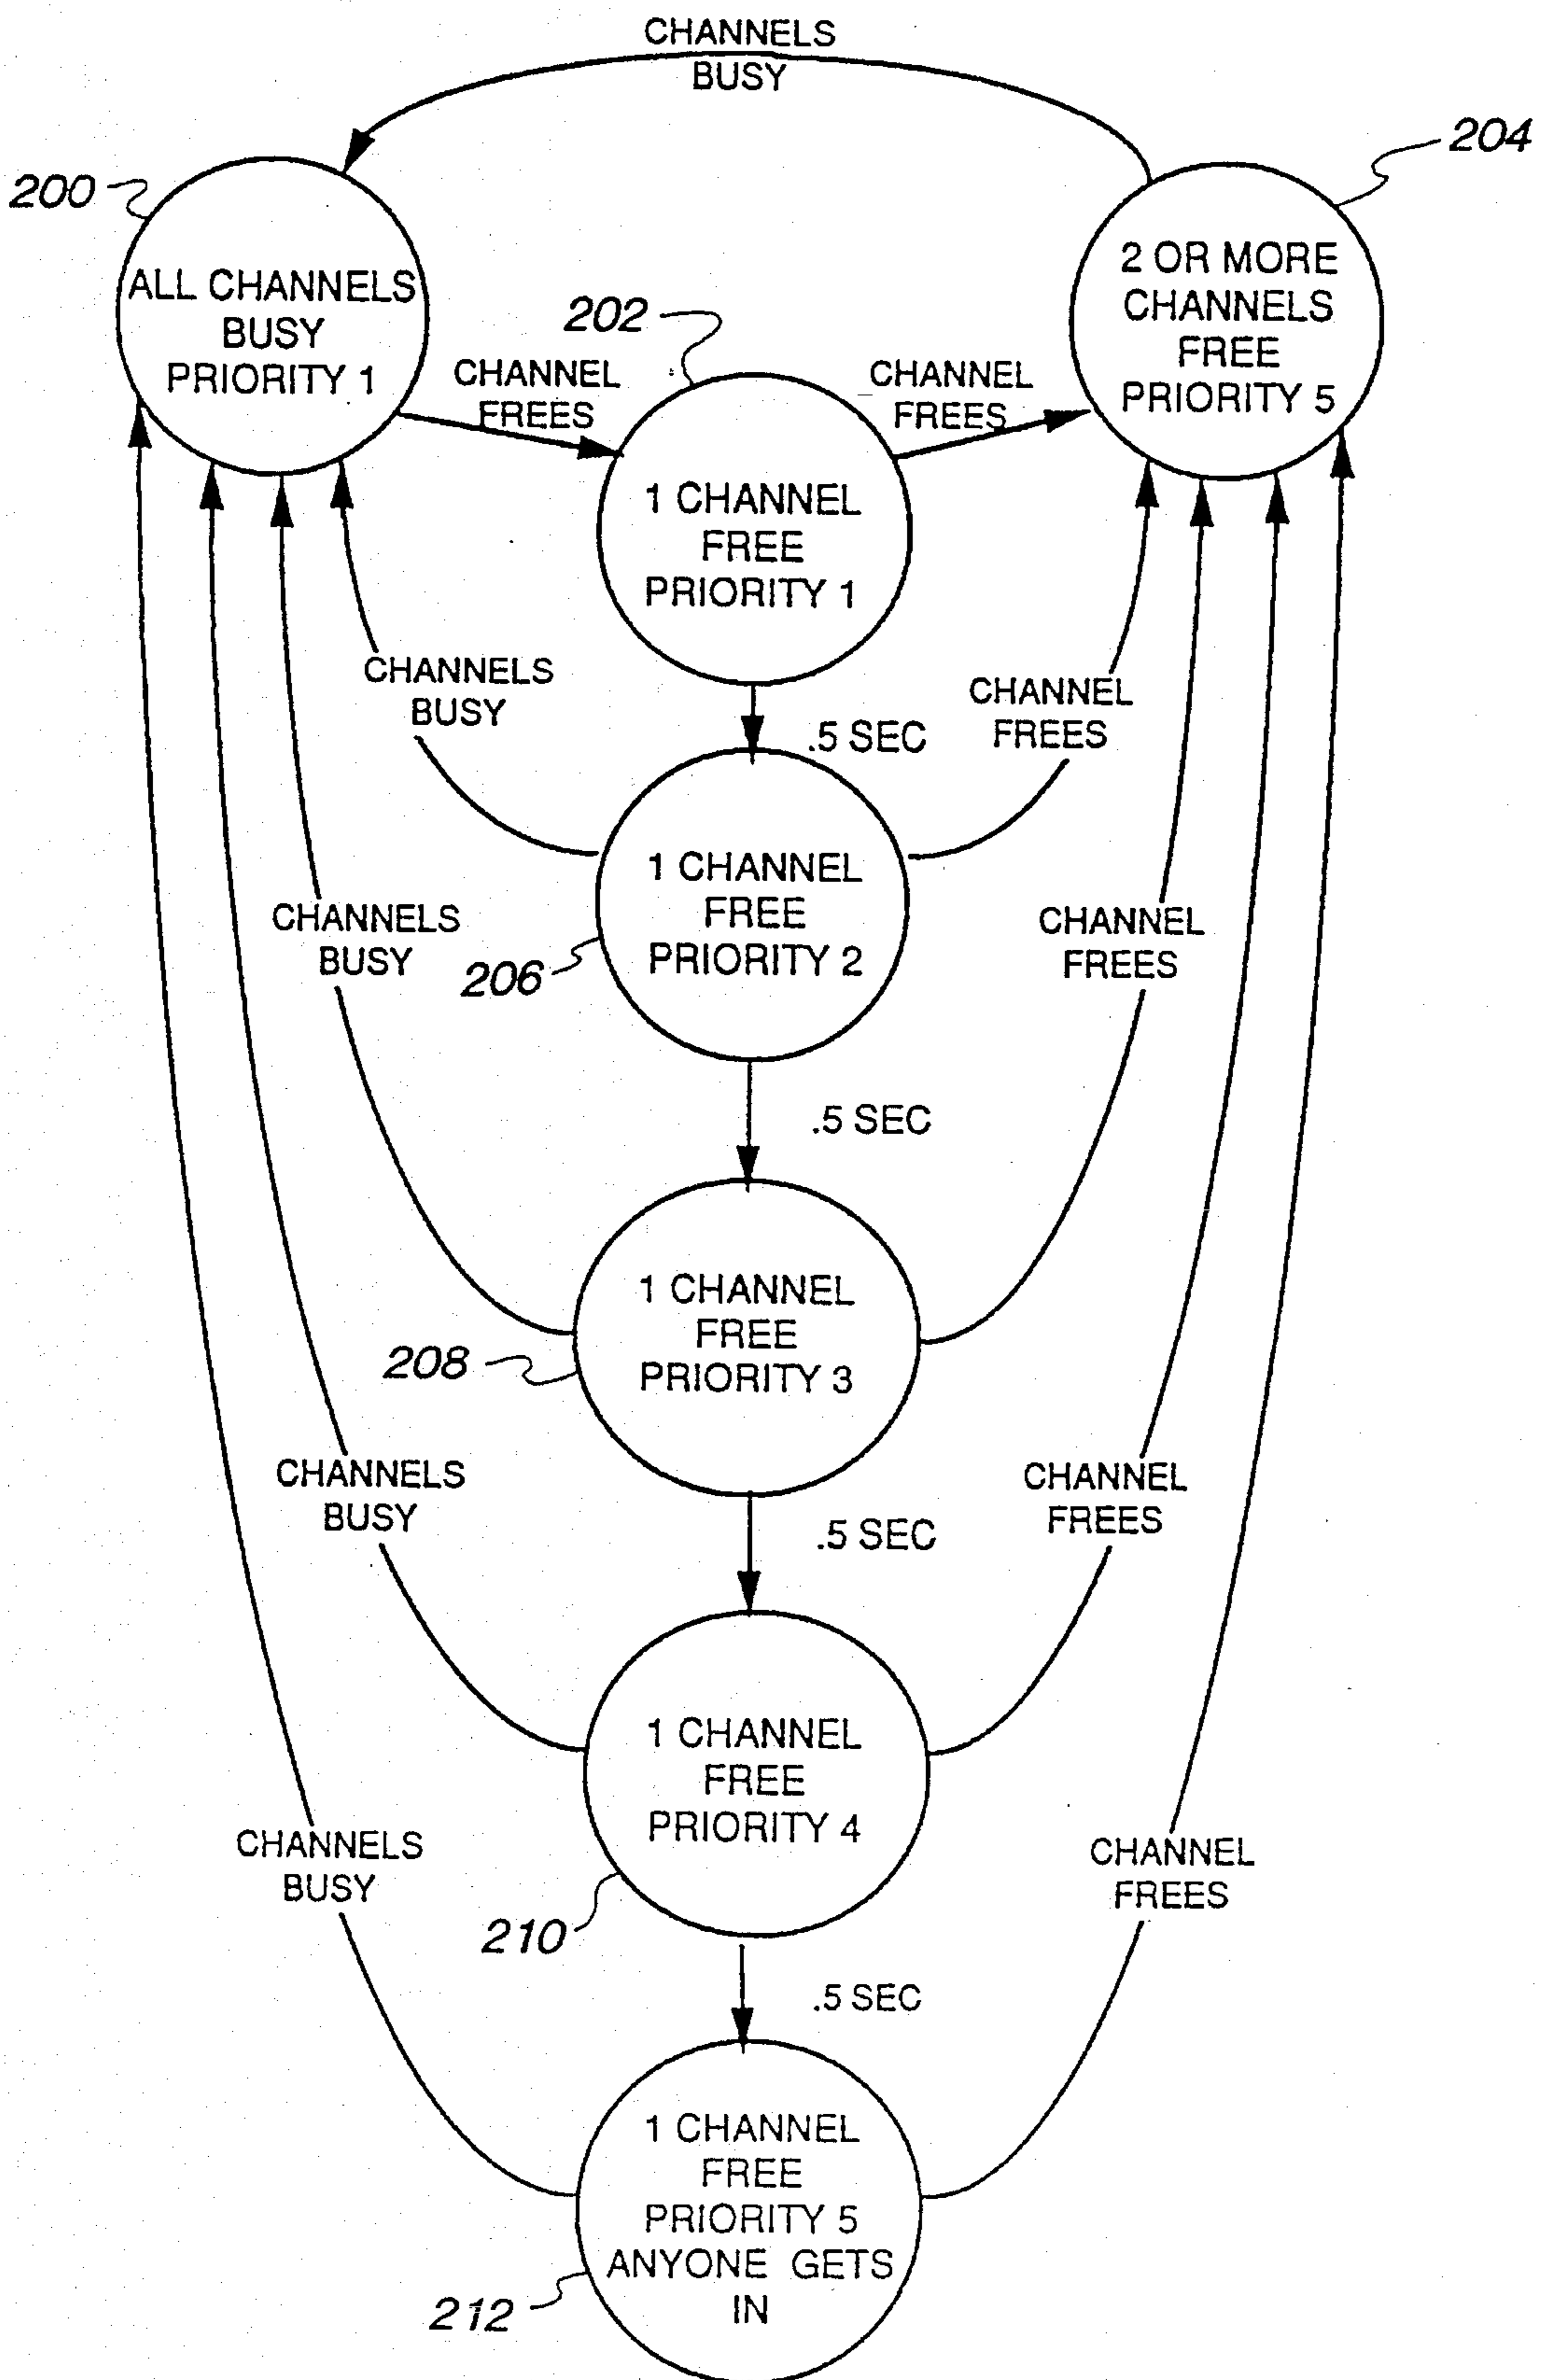 CHANNELS
BUSY
204
200
ALL CHANNELS
BUSY
PRIORITY 1
2 OR MORE
CHANNELS
FREE
PRIORITY 5
202
CHANNEL
FREES
CHANNEL
FREES
1 CHANNEL
FREE
PRIORITY 1
CHANNELS
BUSY
CHANNEL
FREES
.5 SEC
1 CHANNEL
FREE
PRIORITY 2
206
CHANNELS
BUSY
CHANNEL
FREES
.5 SEC
1 CHANNEL
FREE
PRIORITY 3
208
CHANNELS
BUSY
CHANNEL
FREES
.5 SEC
1 CHANNEL
FREE
PRIORITY 4
210
CHANNELS
BUSY
CHANNEL
FREES
.5 SEC
1 CHANNEL
FREE
PRIORITY 5
ANYONE GETS
IN
212